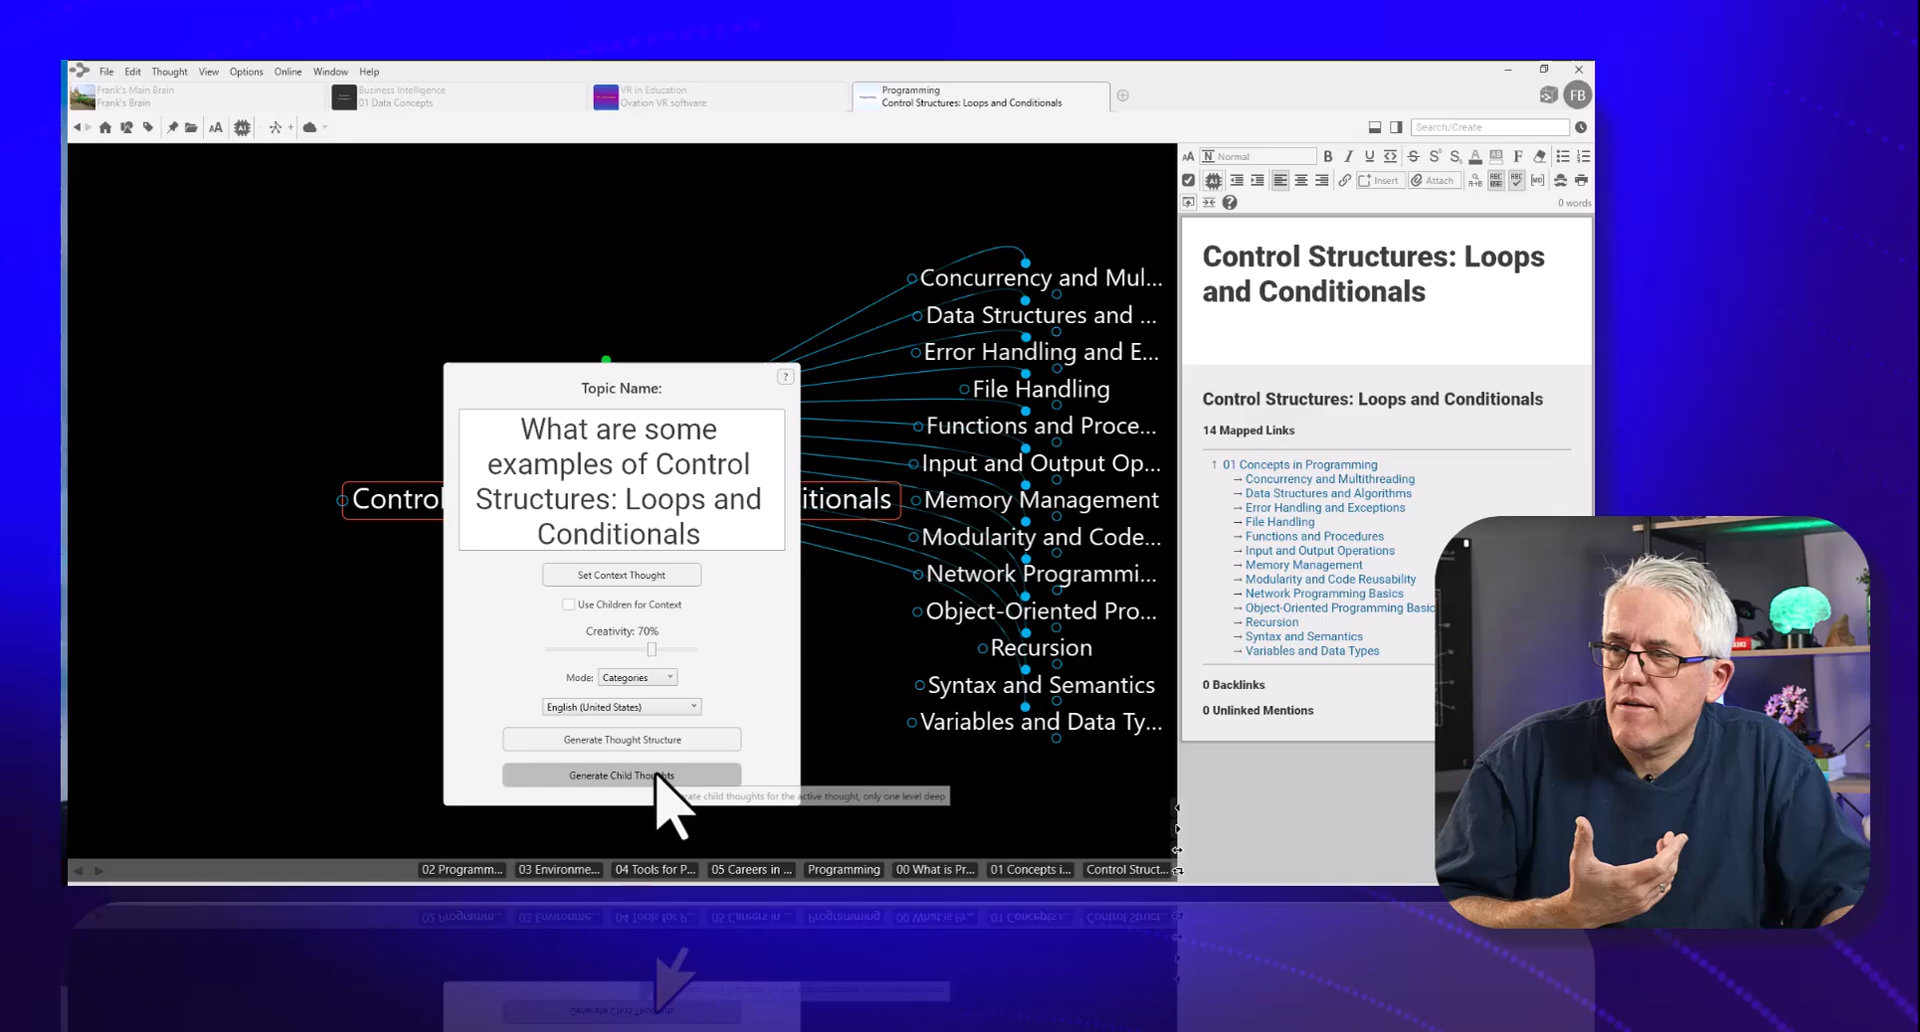 File Edit Thought View Options Online Window Help
Frank's Main Brain
Frank's Brain
Business Intelligence
01 Data Concepts
VR in Education
Ovation VR software
Programming
Control Structures: Loops and Conditionals
FB
AI
Search/Create
Normal
Insert
Attach
0 words
Control
itionals
Topic Name:
What are some
examples of Control
Structures: Loops and
Conditionals
Set Context Thought
Use Children for Context
Creativity: 70%
Mode: Categories
English (United States)
Generate Thought Structure
Generate Child Thoughts
child thoughts for the active thought, only one level deep
Concurrency and Mul...
Data Structures and ...
Error Handling and E...
File Handling
Functions and Proce...
Input and Output Op...
Memory Management
Modularity and Code...
Network Programmi...
Object-Oriented Pro...
Recursion
Syntax and Semantics
Variables and Data Ty...
Control Structures: Loops
and Conditionals
Control Structures: Loops and Conditionals
14 Mapped Links
↑ 01 Concepts in Programming
→ Concurrency and Multithreading
→ Data Structures and Algorithms
→ Error Handling and Exceptions
→ File Handling
→ Functions and Procedures
→ Input and Output Operations
→ Memory Management
→ Modularity and Code Reusability
→ Network Programming Basics
→ Object-Oriented Programming Basic
→ Recursion
→ Syntax and Semantics
→ Variables and Data Types
0 Backlinks
0 Unlinked Mentions
02 Programm... 03 Environme... 04 Tools for P... 05 Careers in ... Programming 00 What is Pr... 01 Concepts i... Control Struct...